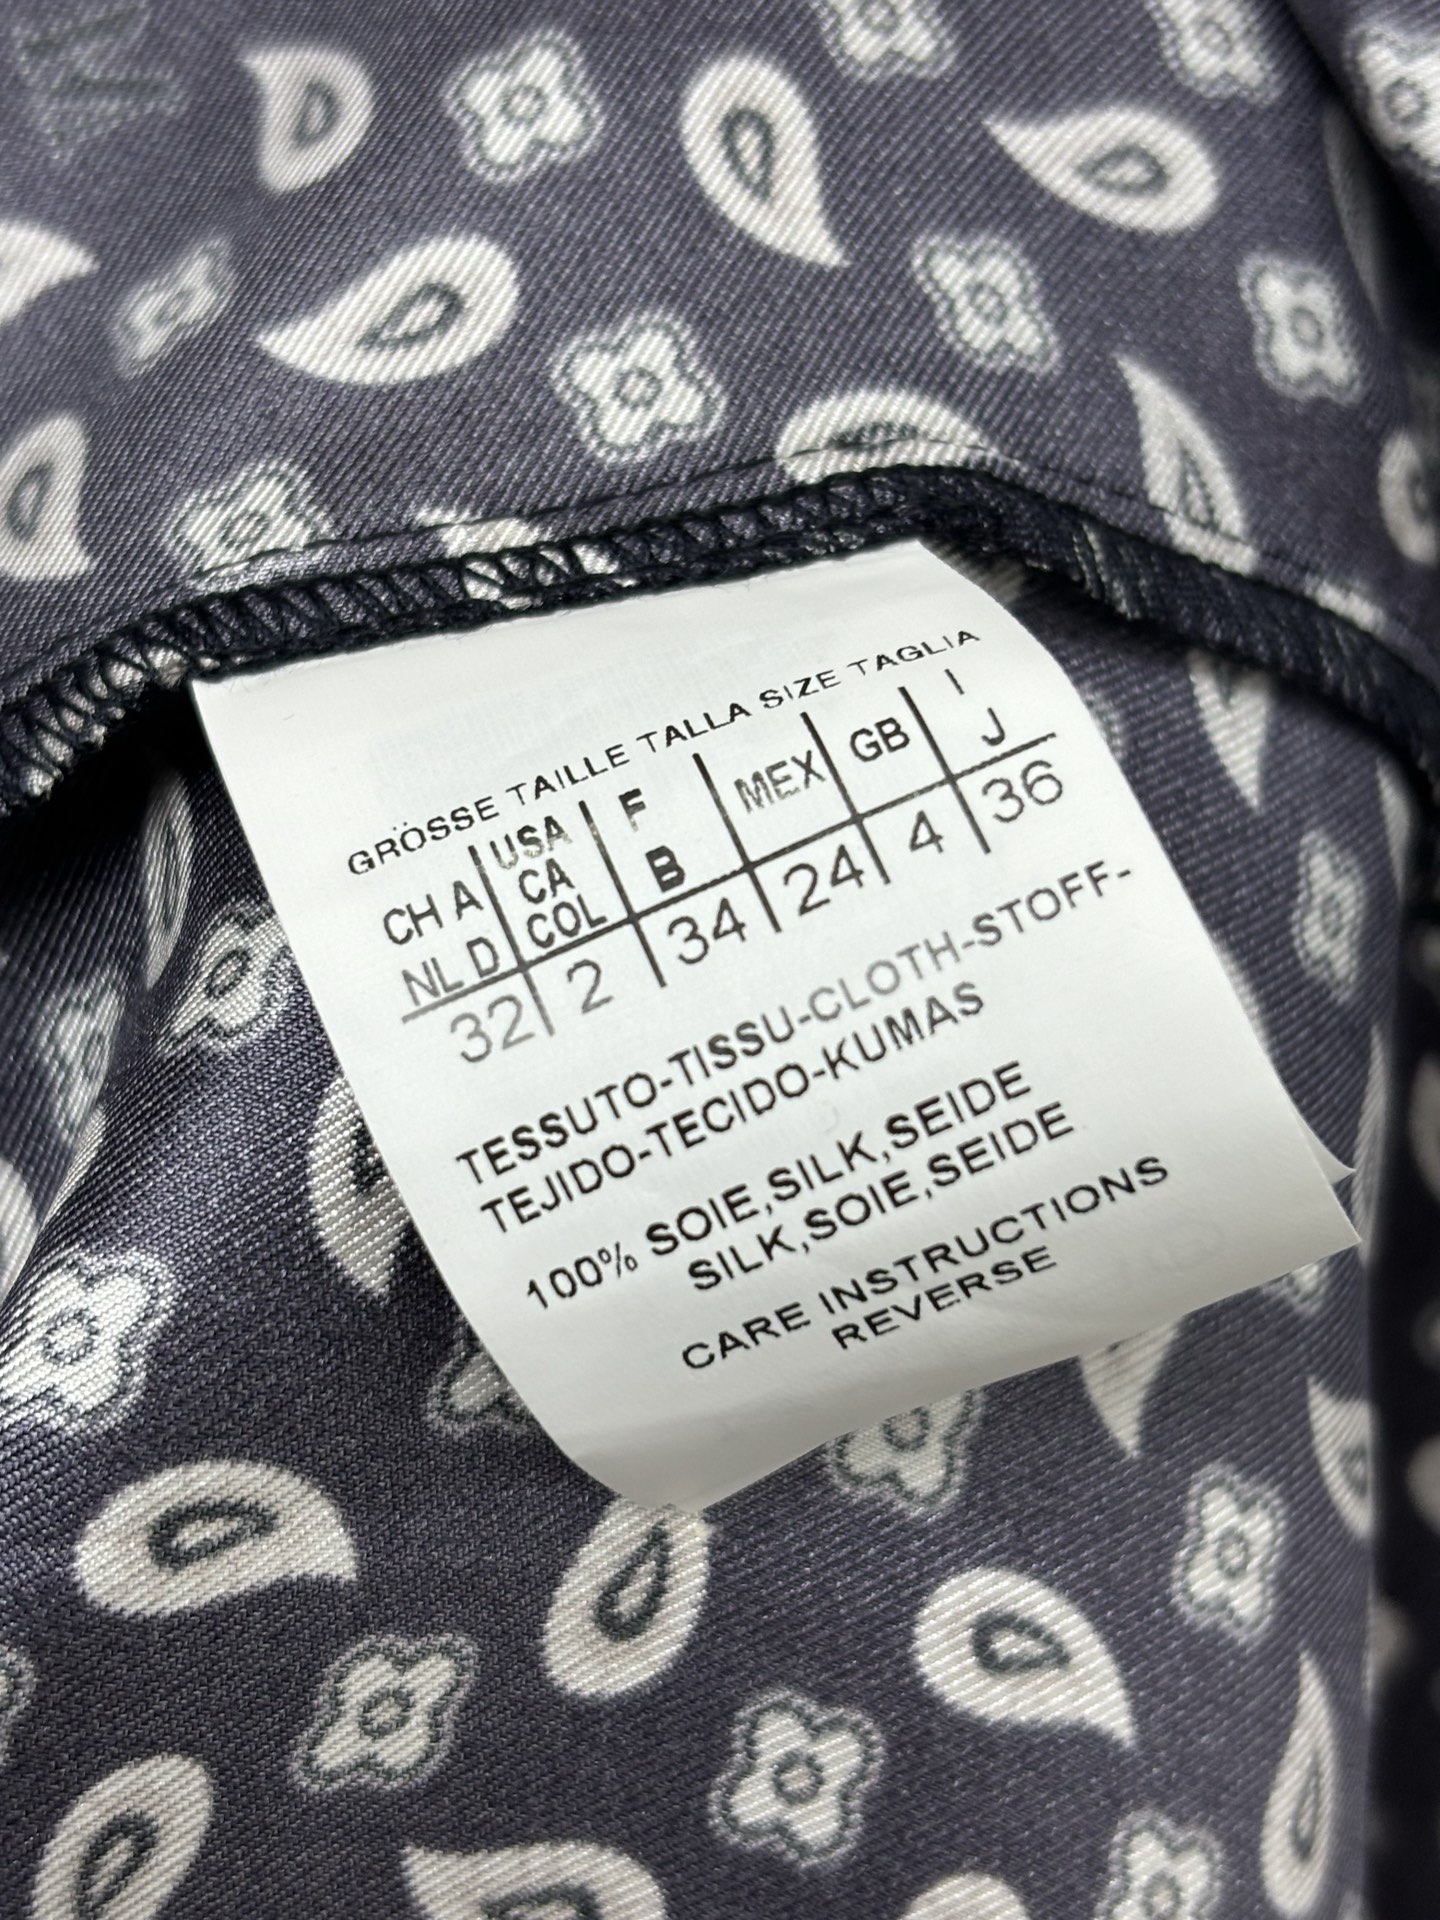 GRÖSSE TAILLE TALLA SIZE TAGLIA
CH A NL D | USA CA COL | F B | MEX | GB | I J
32 | 2 | 34 | 24 | 4 | 36
TESSUTO-TISSU-CLOTH-STOFF-
TEJIDO-TECIDO-KUMAS
100% SOIE,SILK,SEIDE
SILK,SOIE,SEIDE
CARE INSTRUCTIONS
REVERSE